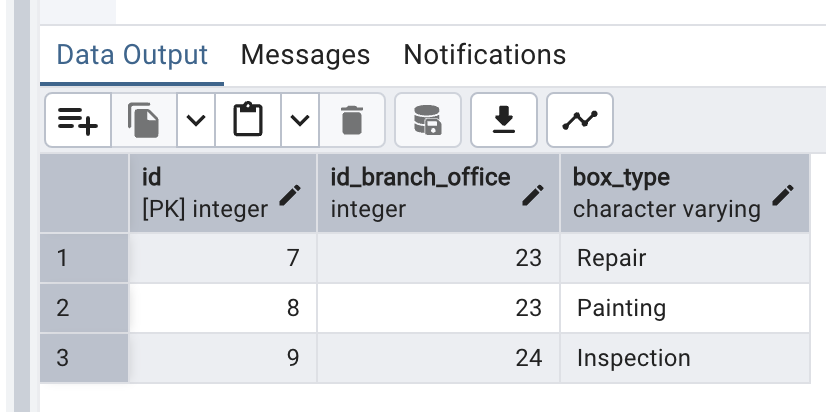 Data Output Messages Notifications
id id_branch_office box_type
[PK] integer integer character varying
1 7 23 Repair
2 8 23 Painting
3 9 24 Inspection